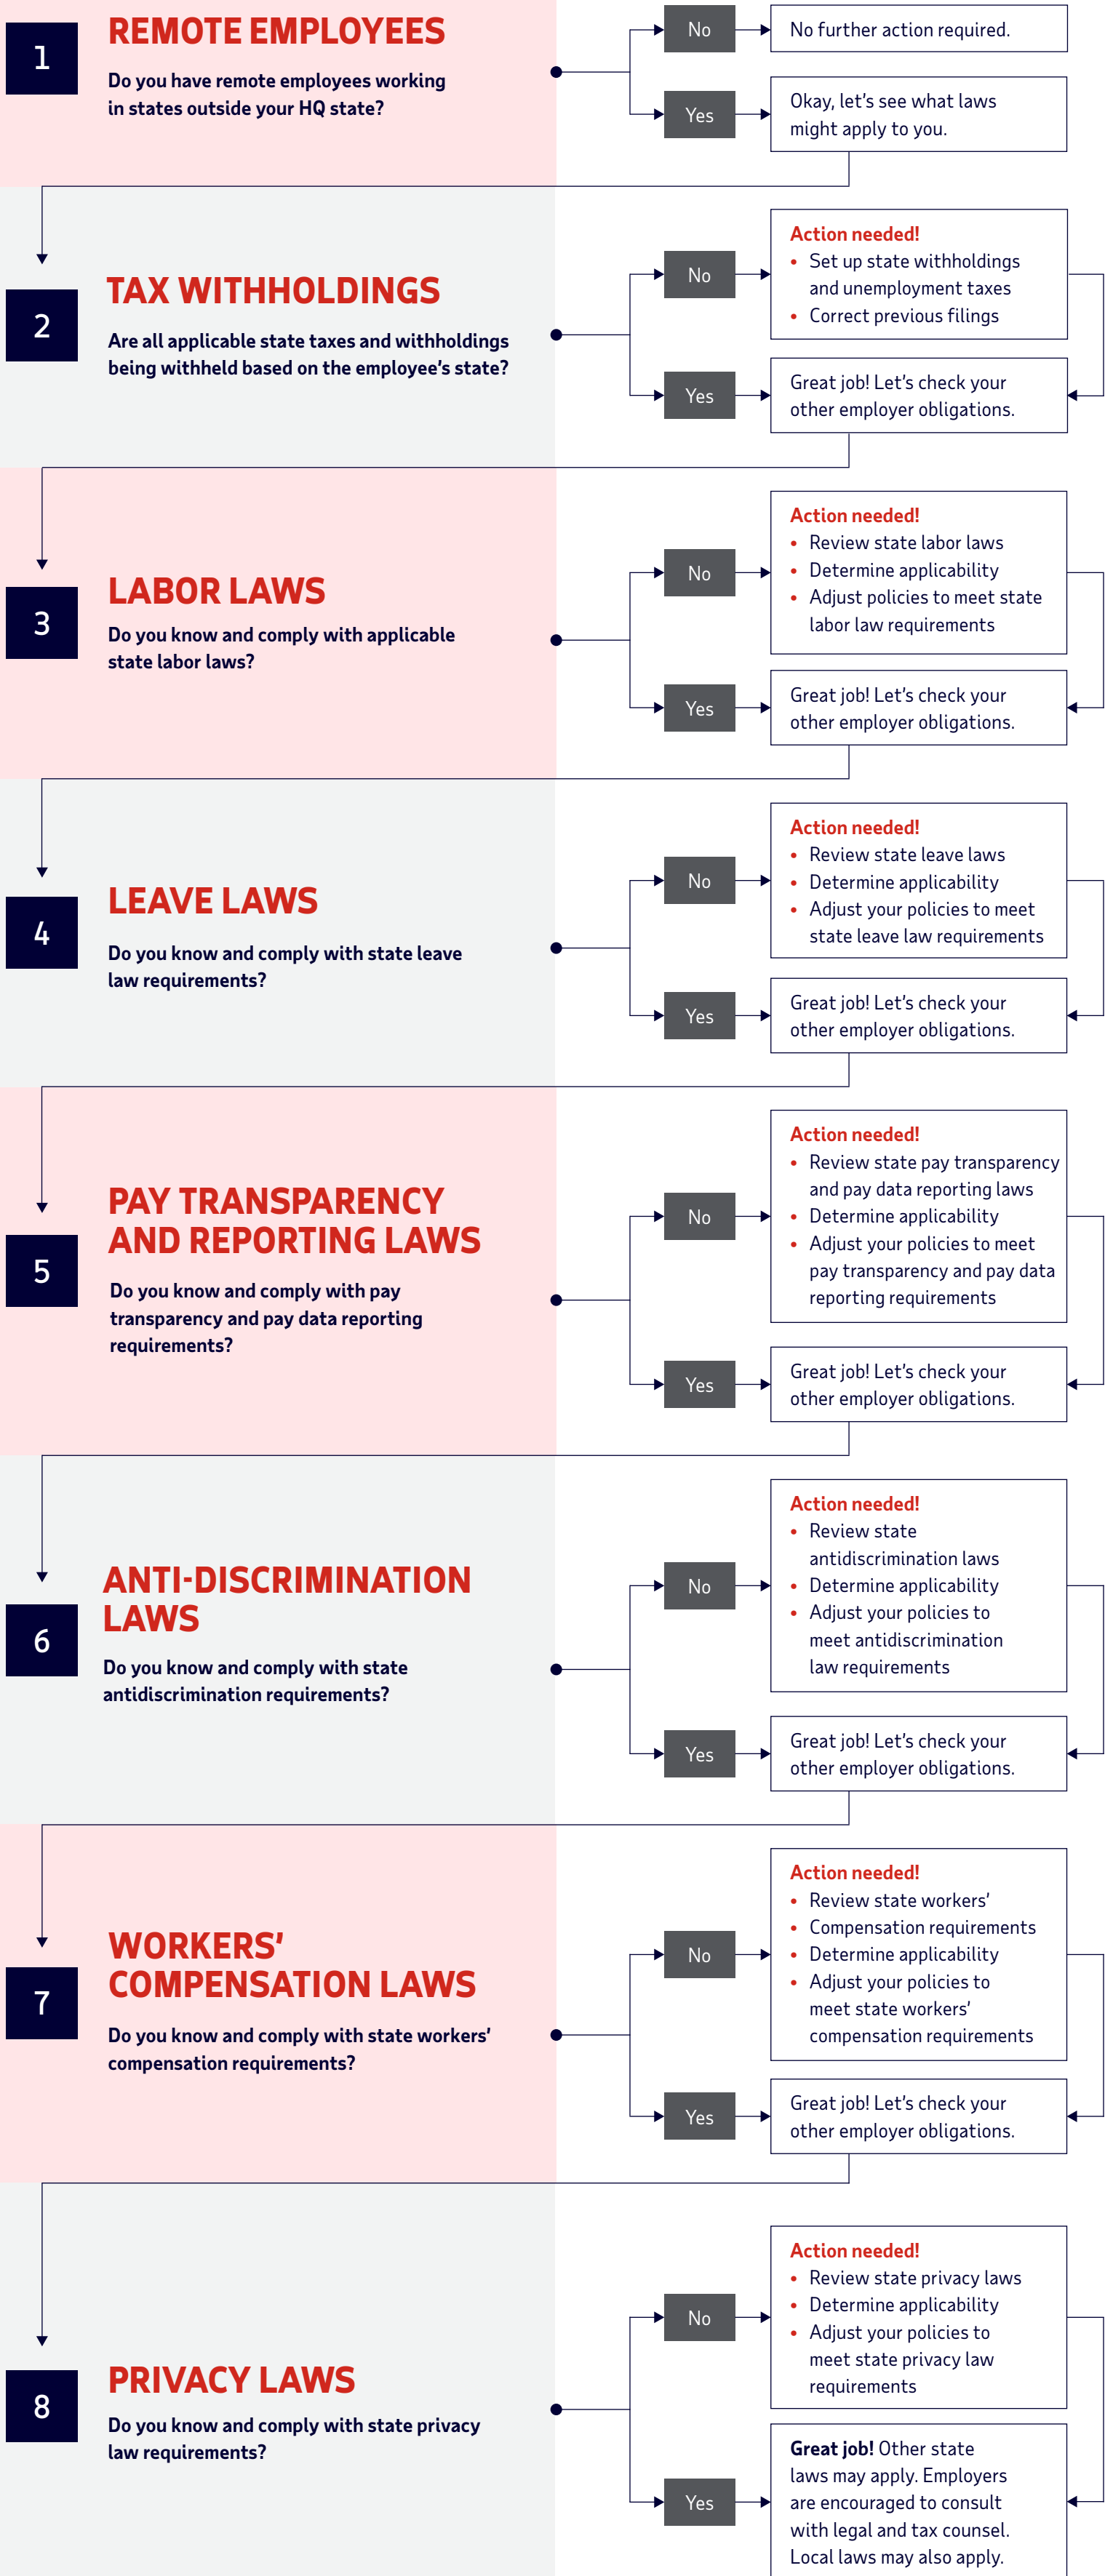 1
REMOTE EMPLOYEES
Do you have remote employees working
in states outside your HQ state?
No
No further action required.
Yes
Okay, let's see what laws
might apply to you.
2
TAX WITHHOLDINGS
Are all applicable state taxes and withholdings
being withheld based on the employee's state?
No
Action needed!
• Set up state withholdings
and unemployment taxes
• Correct previous filings
Yes
Great job! Let's check your
other employer obligations.
3
LABOR LAWS
Do you know and comply with applicable
state labor laws?
No
Action needed!
• Review state labor laws
• Determine applicability
• Adjust policies to meet state
labor law requirements
Yes
Great job! Let's check your
other employer obligations.
4
LEAVE LAWS
Do you know and comply with state leave
law requirements?
No
Action needed!
• Review state leave laws
• Determine applicability
• Adjust your policies to meet
state leave law requirements
Yes
Great job! Let's check your
other employer obligations.
5
PAY TRANSPARENCY
AND REPORTING LAWS
Do you know and comply with pay
transparency and pay data reporting
requirements?
No
Action needed!
• Review state pay transparency
and pay data reporting laws
• Determine applicability
• Adjust your policies to meet
pay transparency and pay data
reporting requirements
Yes
Great job! Let's check your
other employer obligations.
6
ANTI-DISCRIMINATION
LAWS
Do you know and comply with state
antidiscrimination requirements?
No
Action needed!
• Review state
antidiscrimination laws
• Determine applicability
• Adjust your policies to
meet antidiscrimination
law requirements
Yes
Great job! Let's check your
other employer obligations.
7
WORKERS'
COMPENSATION LAWS
Do you know and comply with state workers'
compensation requirements?
No
Action needed!
• Review state workers'
• Compensation requirements
• Determine applicability
• Adjust your policies to
meet state workers'
compensation requirements
Yes
Great job! Let's check your
other employer obligations.
8
PRIVACY LAWS
Do you know and comply with state privacy
law requirements?
No
Action needed!
• Review state privacy laws
• Determine applicability
• Adjust your policies to
meet state privacy law
requirements
Yes
Great job! Other state
laws may apply. Employers
are encouraged to consult
with legal and tax counsel.
Local laws may also apply.